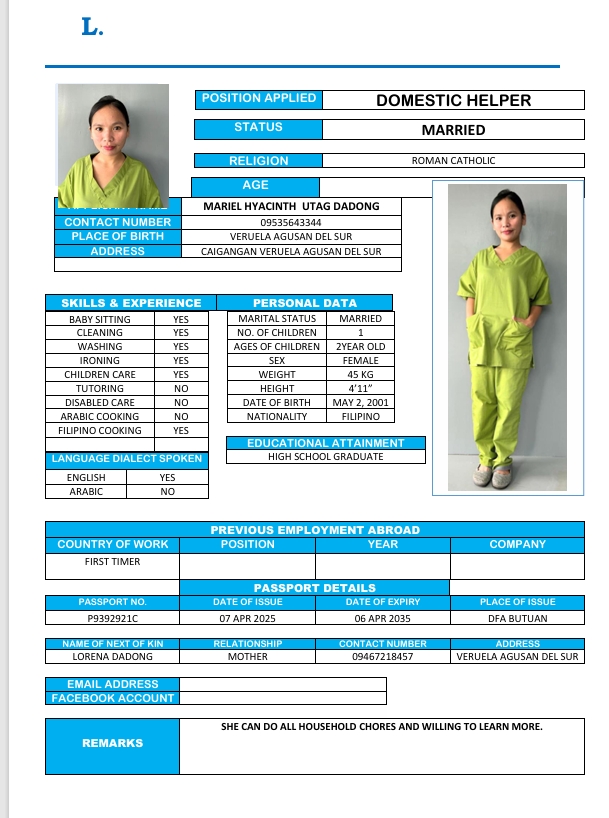 L.
POSITION APPLIED DOMESTIC HELPER
STATUS MARRIED
RELIGION ROMAN CATHOLIC
AGE
APPLICANT NAME MARIEL HYACINTH UTAG DADONG
CONTACT NUMBER 09535643344
PLACE OF BIRTH VERUELA AGUSAN DEL SUR
ADDRESS CAIGANGAN VERUELA AGUSAN DEL SUR
SKILLS & EXPERIENCE
BABY SITTING YES
CLEANING YES
WASHING YES
IRONING YES
CHILDREN CARE YES
TUTORING NO
DISABLED CARE NO
ARABIC COOKING NO
FILIPINO COOKING YES
LANGUAGE DIALECT SPOKEN
ENGLISH YES
ARABIC NO
PERSONAL DATA
MARITAL STATUS MARRIED
NO. OF CHILDREN 1
AGES OF CHILDREN 2YEAR OLD
SEX FEMALE
WEIGHT 45 KG
HEIGHT 4’11”
DATE OF BIRTH MAY 2, 2001
NATIONALITY FILIPINO
EDUCATIONAL ATTAINMENT
HIGH SCHOOL GRADUATE
PREVIOUS EMPLOYMENT ABROAD
COUNTRY OF WORK POSITION YEAR COMPANY
FIRST TIMER
PASSPORT DETAILS
PASSPORT NO. DATE OF ISSUE DATE OF EXPIRY PLACE OF ISSUE
P9392921C 07 APR 2025 06 APR 2035 DFA BUTUAN
NAME OF NEXT OF KIN RELATIONSHIP CONTACT NUMBER ADDRESS
LORENA DADONG MOTHER 09467218457 VERUELA AGUSAN DEL SUR
EMAIL ADDRESS
FACEBOOK ACCOUNT
REMARKS SHE CAN DO ALL HOUSEHOLD CHORES AND WILLING TO LEARN MORE.